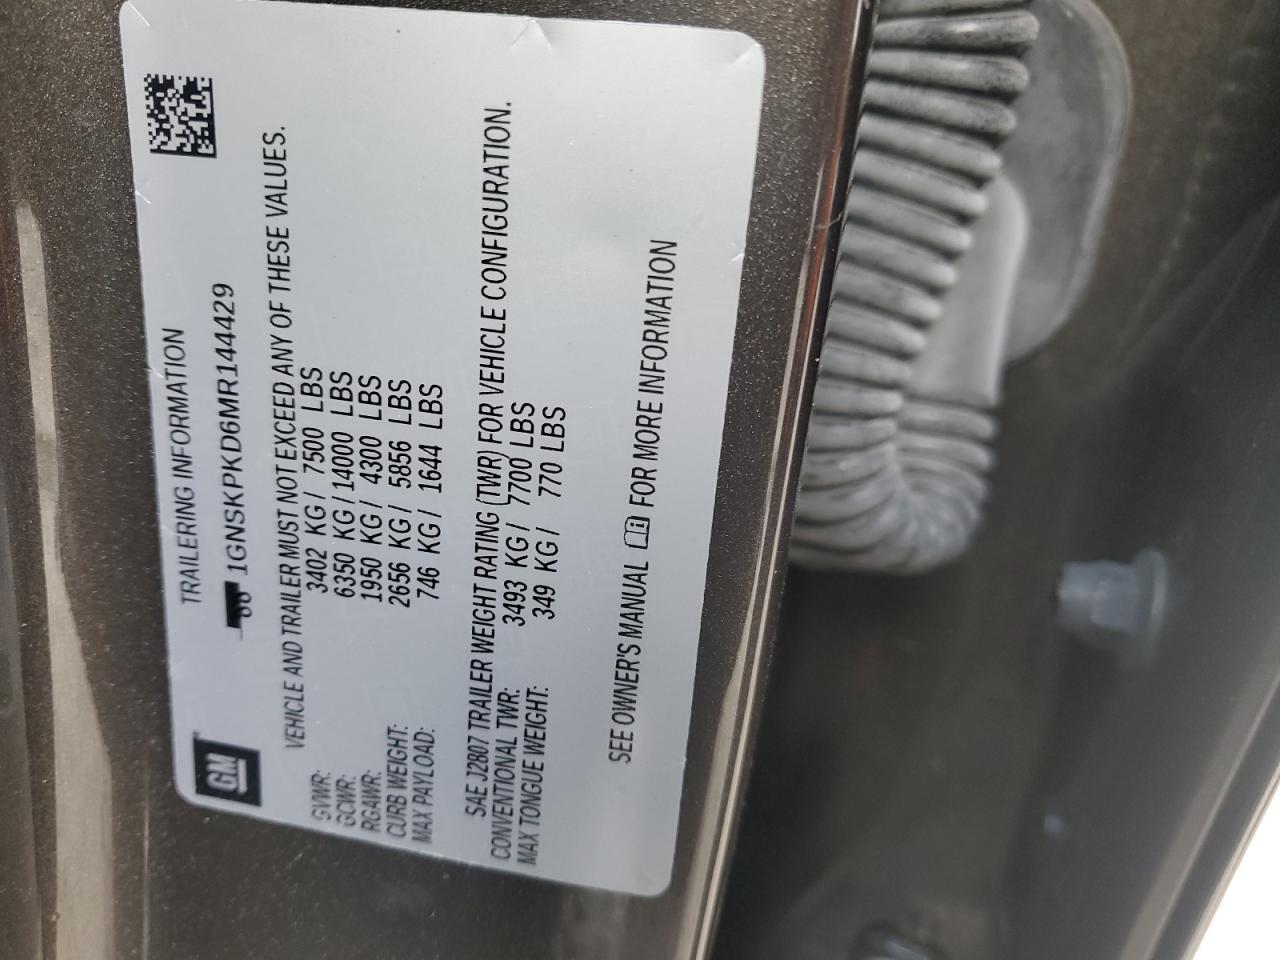 GM
TRAILERING INFORMATION
1GNSKPKD6MR144429
VEHICLE AND TRAILER MUST NOT EXCEED ANY OF THESE VALUES.
GVWR: 3402 KG / 7500 LBS
GCWR: 6350 KG / 14000 LBS
RGAWR: 1950 KG / 4300 LBS
CURB WEIGHT: 2656 KG / 5856 LBS
MAX PAYLOAD: 746 KG / 1644 LBS
SAE J2807 TRAILER WEIGHT RATING (TWR) FOR VEHICLE CONFIGURATION.
CONVENTIONAL TWR: 3493 KG / 7700 LBS
MAX TONGUE WEIGHT: 349 KG / 770 LBS
SEE OWNER'S MANUAL FOR MORE INFORMATION